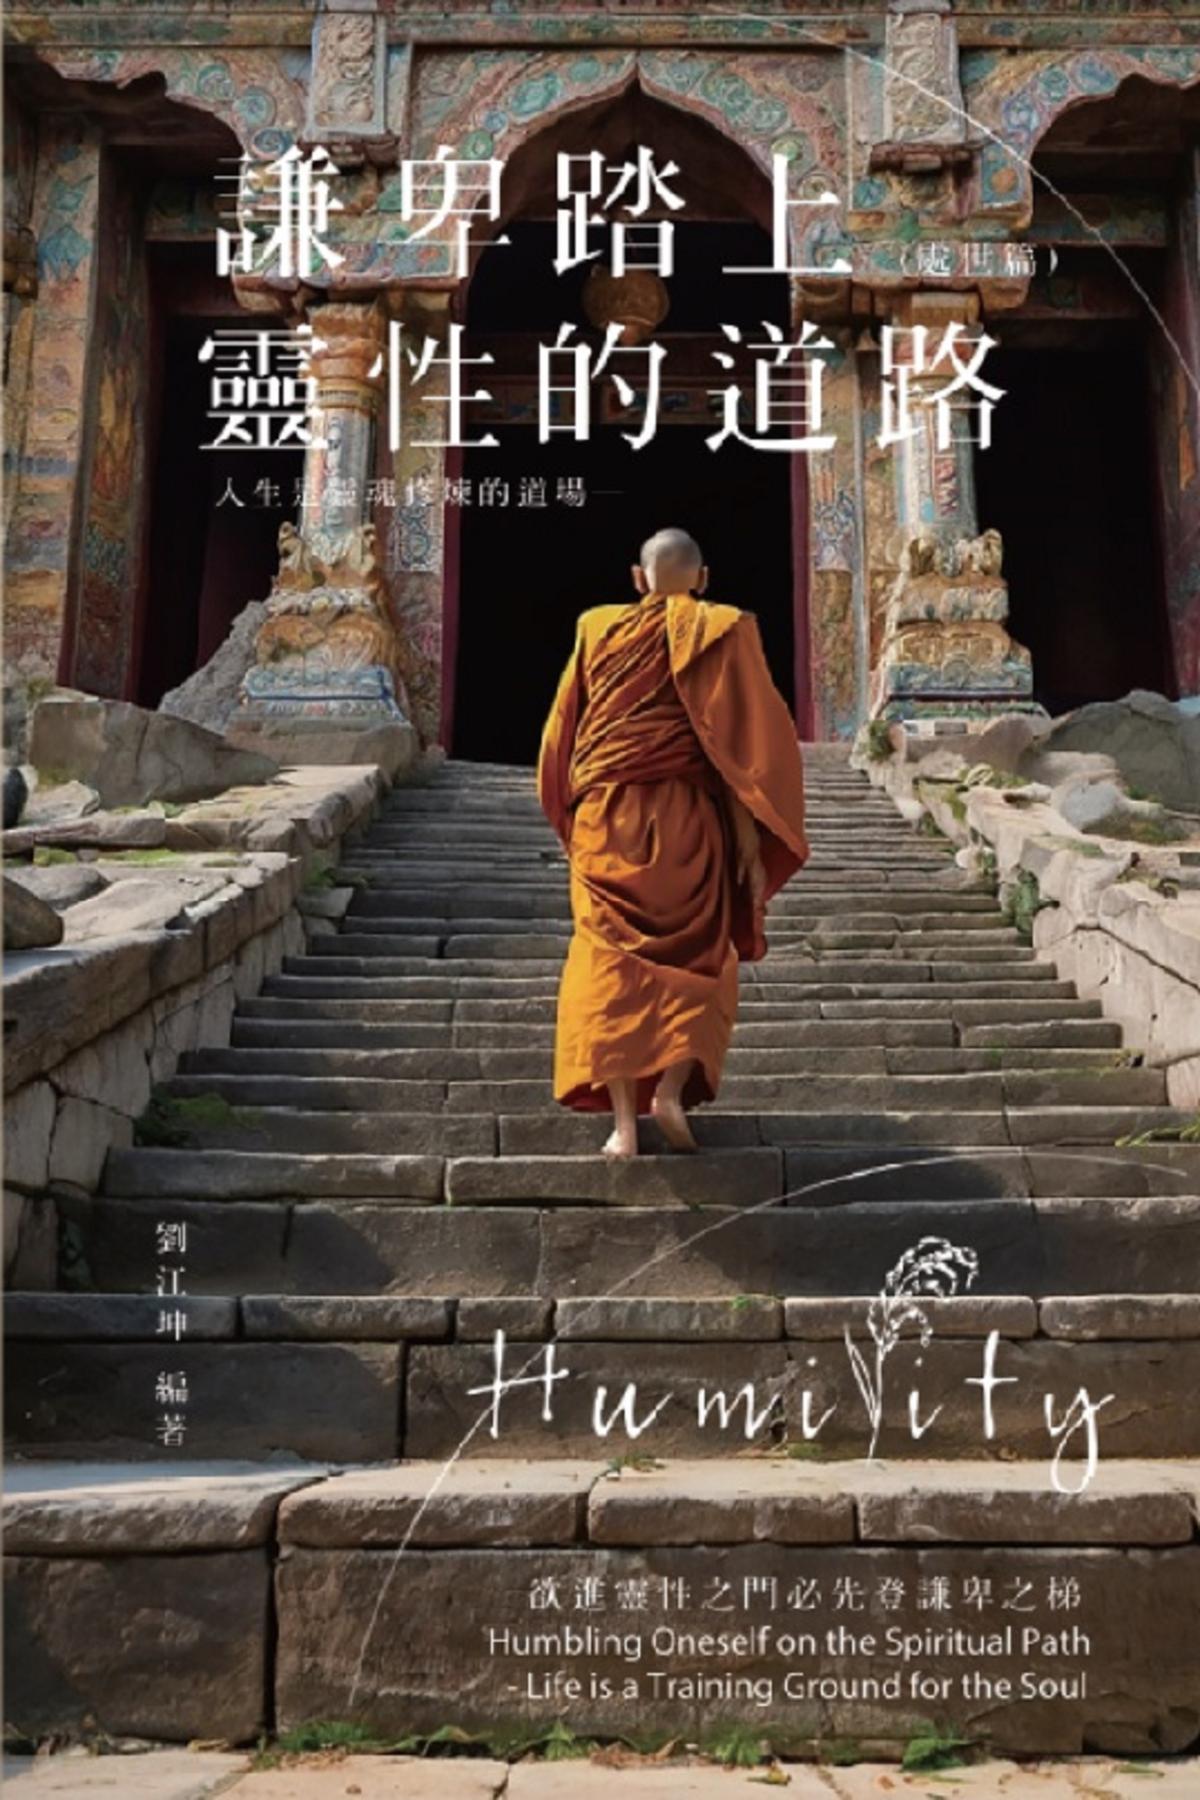 謙卑踏上（處世篇）
靈性的道路
人生是靈魂修煉的道場—
劉江坤 編著
Humility
欲進靈性之門必先登謙卑之梯
Humbling Oneself on the Spiritual Path
- Life is a Training Ground for the Soul